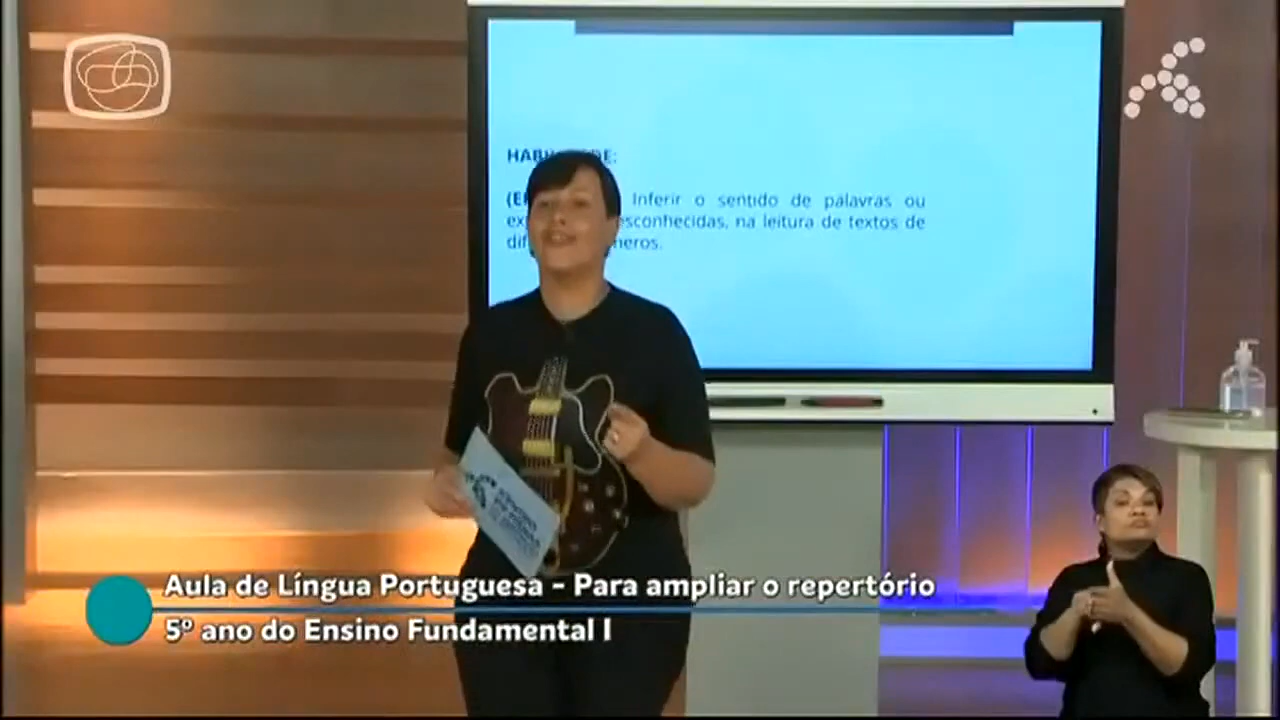 HABI DE:
(E Inferir o sentido de palavras ou
ex esconhecidas, na leitura de textos de
dif neros.
Aula de Língua Portuguesa - Para ampliar o repertório
5º ano do Ensino Fundamental I